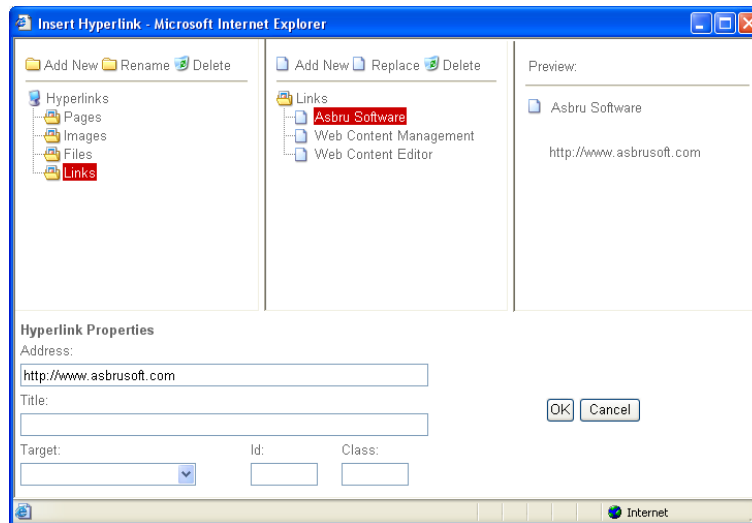 Insert Hyperlink - Microsoft Internet Explorer
Add New Rename Delete
Hyperlinks
Pages
Images
Files
Links
Add New Replace Delete
Links
Asbru Software
Web Content Management
Web Content Editor
Preview:
Asbru Software
http://www.asbrusoft.com
Hyperlink Properties
Address:
http://www.asbrusoft.com
Title:
OK Cancel
Target: Id: Class:
Internet